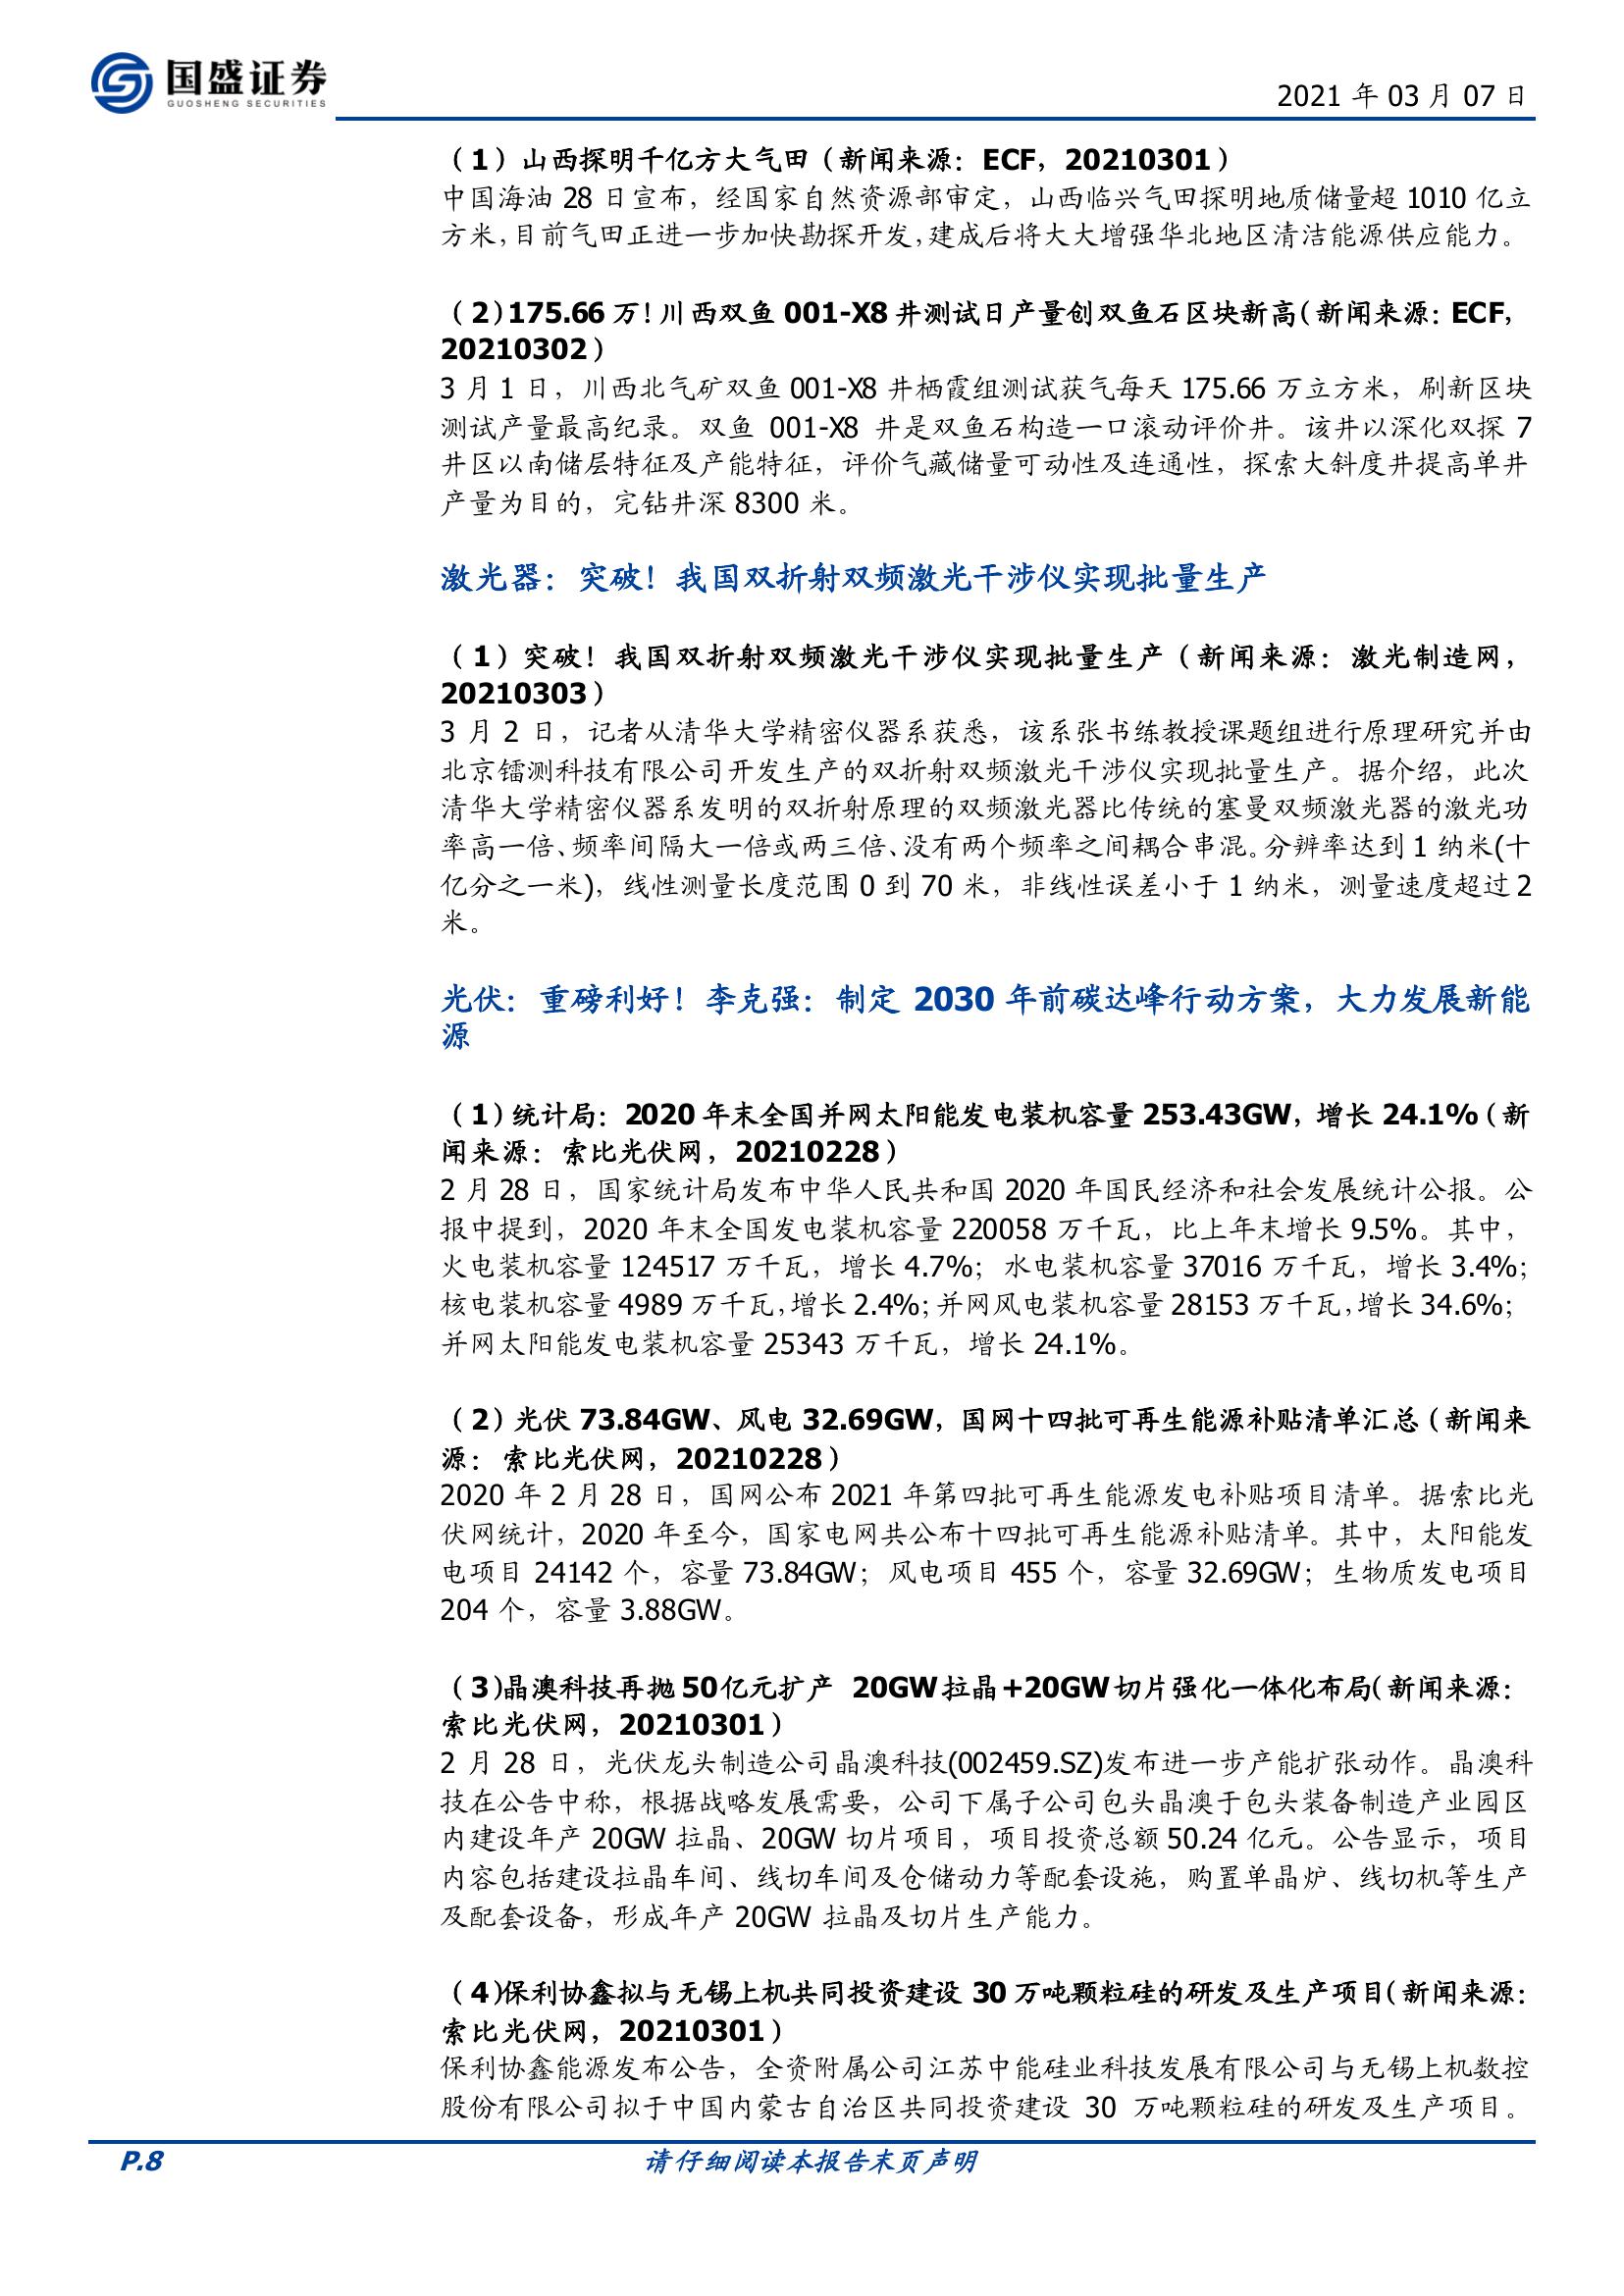 国盛证券
GUOSHENG SECURITIES
2021 年 03 月 07 日
（1）山西探明千亿方大气田（新闻来源：ECF，20210301）
中国海油 28 日宣布，经国家自然资源部审定，山西临兴气田探明地质储量超 1010 亿立
方米，目前气田正进一步加快勘探开发，建成后将大大增强华北地区清洁能源供应能力。
（2）175.66 万！川西双鱼 001-X8 井测试日产量创双鱼石区块新高（新闻来源：ECF，
20210302）
3 月 1 日，川西北气矿双鱼 001-X8 井栖霞组测试获气每天 175.66 万立方米，刷新区块
测试产量最高纪录。双鱼 001-X8 井是双鱼石构造一口滚动评价井。该井以深化双探 7
井区以南储层特征及产能特征，评价气藏储量可动性及连通性，探索大斜度井提高单井
产量为目的，完钻井深 8300 米。
激光器：突破！我国双折射双频激光干涉仪实现批量生产
（1）突破！我国双折射双频激光干涉仪实现批量生产（新闻来源：激光制造网，
20210303）
3 月 2 日，记者从清华大学精密仪器系获悉，该系张书练教授课题组进行原理研究并由
北京镭测科技有限公司开发生产的双折射双频激光干涉仪实现批量生产。据介绍，此次
清华大学精密仪器系发明的双折射原理的双频激光器比传统的塞曼双频激光器的激光功
率高一倍、频率间隔大一倍或两三倍、没有两个频率之间耦合串混。分辨率达到 1 纳米(十
亿分之一米)，线性测量长度范围 0 到 70 米，非线性误差小于 1 纳米，测量速度超过 2
米。
光伏：重磅利好！李克强：制定 2030 年前碳达峰行动方案，大力发展新能
源
（1）统计局：2020 年末全国并网太阳能发电装机容量 253.43GW，增长 24.1%（新
闻来源：索比光伏网，20210228）
2 月 28 日，国家统计局发布中华人民共和国 2020 年国民经济和社会发展统计公报。公
报中提到，2020 年末全国发电装机容量 220058 万千瓦，比上年末增长 9.5%。其中，
火电装机容量 124517 万千瓦，增长 4.7%；水电装机容量 37016 万千瓦，增长 3.4%；
核电装机容量 4989 万千瓦，增长 2.4%；并网风电装机容量 28153 万千瓦，增长 34.6%；
并网太阳能发电装机容量 25343 万千瓦，增长 24.1%。
（2）光伏 73.84GW、风电 32.69GW，国网十四批可再生能源补贴清单汇总（新闻来
源：索比光伏网，20210228）
2020 年 2 月 28 日，国网公布 2021 年第四批可再生能源发电补贴项目清单。据索比光
伏网统计，2020 年至今，国家电网共公布十四批可再生能源补贴清单。其中，太阳能发
电项目 24142 个，容量 73.84GW；风电项目 455 个，容量 32.69GW；生物质发电项目
204 个，容量 3.88GW。
（3）晶澳科技再抛 50亿元扩产 20GW拉晶+20GW切片强化一体化布局（新闻来源：
索比光伏网，20210301）
2 月 28 日，光伏龙头制造公司晶澳科技(002459.SZ)发布进一步产能扩张动作。晶澳科
技在公告中称，根据战略发展需要，公司下属子公司包头晶澳于包头装备制造产业园区
内建设年产 20GW 拉晶、20GW 切片项目，项目投资总额 50.24 亿元。公告显示，项目
内容包括建设拉晶车间、线切车间及仓储动力等配套设施，购置单晶炉、线切机等生产
及配套设备，形成年产 20GW 拉晶及切片生产能力。
（4）保利协鑫拟与无锡上机共同投资建设 30 万吨颗粒硅的研发及生产项目（新闻来源：
索比光伏网，20210301）
保利协鑫能源发布公告，全资附属公司江苏中能硅业科技发展有限公司与无锡上机数控
股份有限公司拟于中国内蒙古自治区共同投资建设 30 万吨颗粒硅的研发及生产项目。
P.8
请仔细阅读本报告末页声明